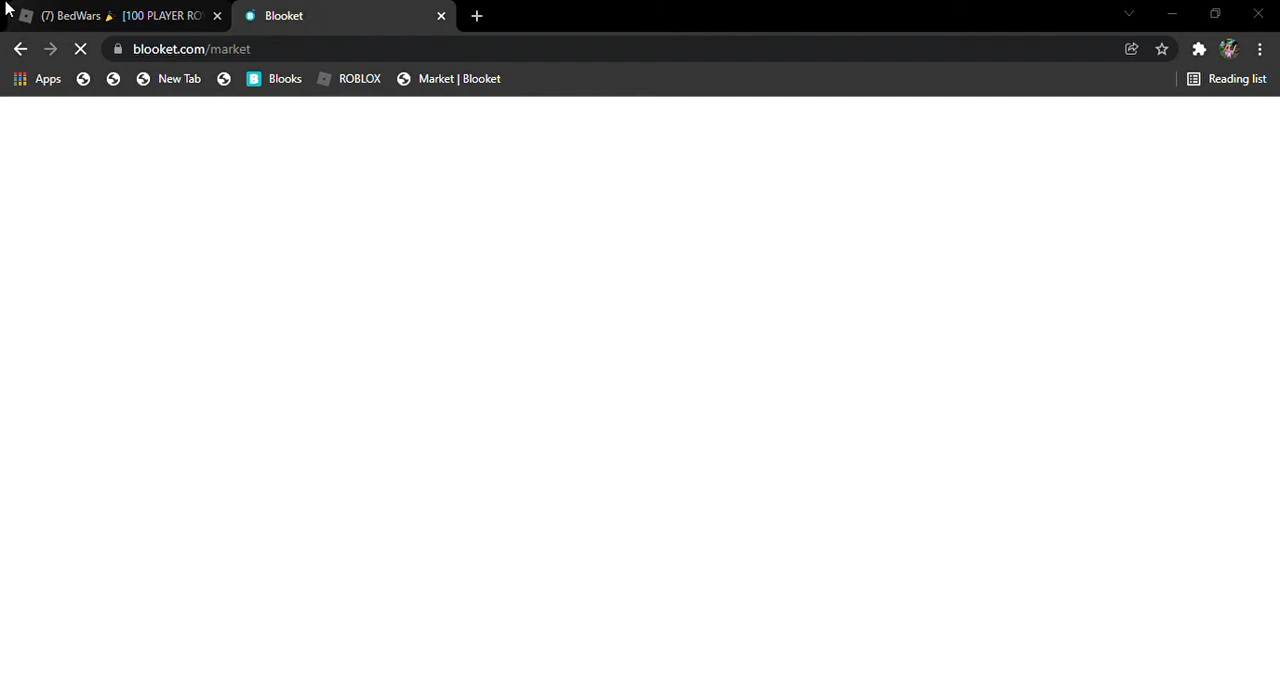 (7) BedWars 🎉 [100 PLAYER RO
Blooket
blooket.com/market
Apps
New Tab
B Blooks
ROBLOX
Market | Blooket
Reading list